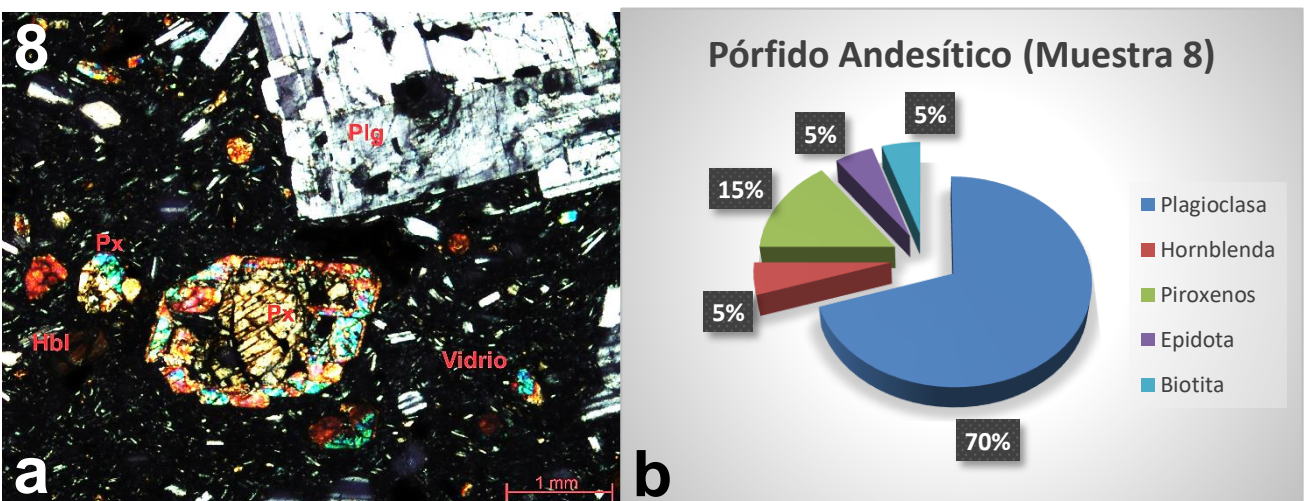 8
Plg
Px
Px
Hbl
Vidrio
1 mm
a
Pórfido Andesítico (Muestra 8)
5%
5%
15%
5%
70%
Plagioclasa
Hornblenda
Piroxenos
Epidota
Biotita
b